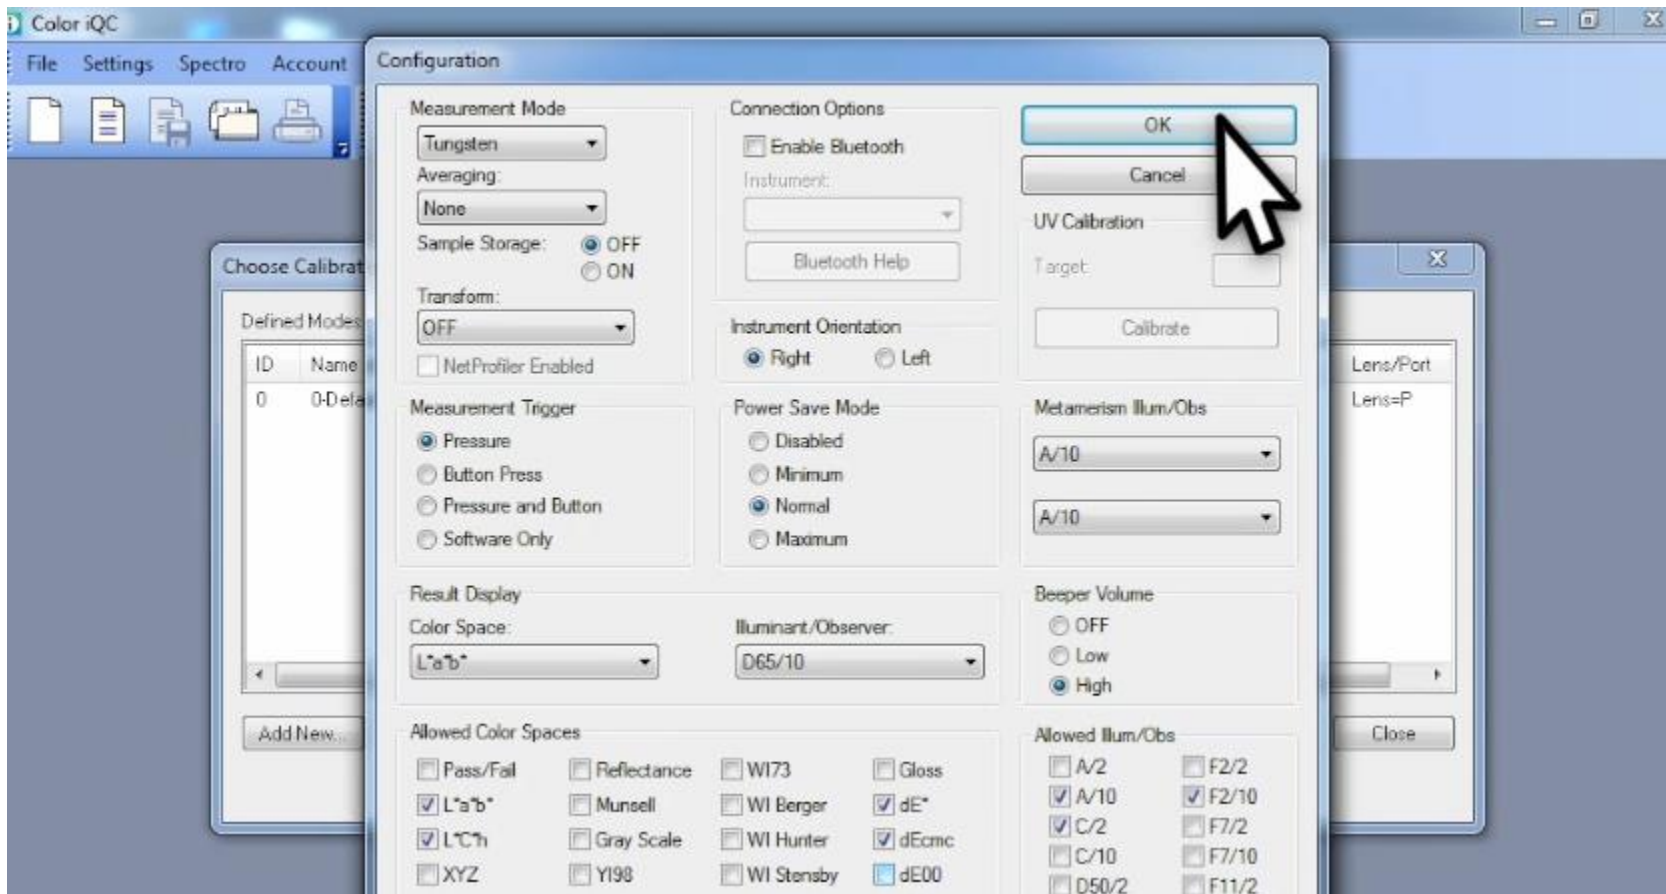 Color iQC
File Settings Spectro Account
Configuration
Measurement Mode
Tungsten
Averaging:
None
Sample Storage: OFF
ON
Transform:
OFF
NetProfiler Enabled
Connection Options
Enable Bluetooth
Instrument:
Bluetooth Help
Instrument Orientation
Right Left
OK
Cancel
UV Calibration
Target:
Calibrate
Choose Calibrat
Defined Modes
ID Name
0 0-Defa
Lens/Port
Lens=P
Measurement Trigger
Pressure
Button Press
Pressure and Button
Software Only
Power Save Mode
Disabled
Minimum
Normal
Maximum
Metamerism Illum/Obs
A/10
A/10
Result Display
Color Space:
L*a*b*
Illuminant/Observer:
D65/10
Beeper Volume
OFF
Low
High
Add New...
Close
Allowed Color Spaces
Pass/Fail Reflectance WI73 Gloss
L*a*b* Munsell WI Berger dE*
L*C*h Gray Scale WI Hunter dEcmc
XYZ YI98 WI Stensby dE00
Allowed Illum/Obs
A/2 F2/2
A/10 F2/10
C/2 F7/2
C/10 F7/10
D50/2 F11/2